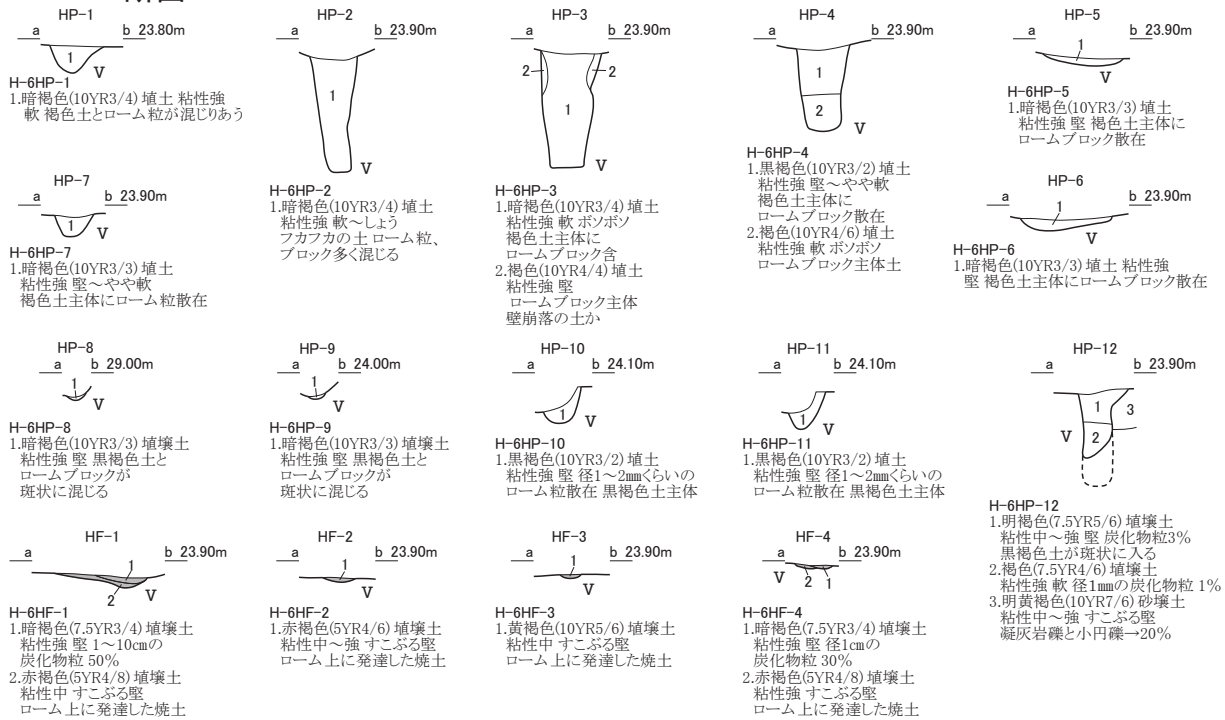 HP-1
a b 23.80m
1
V
H-6HP-1
1.暗褐色(10YR3/4) 埴土 粘性強
軟 褐色土とローム粒が混じりあう
HP-2
a b 23.90m
1
V
H-6HP-2
1.暗褐色(10YR3/4) 埴土
粘性強 軟~しょう
フカフカの土 ローム粒、
ブロック多く混じる
HP-3
a b 23.90m
2 2
1
V
H-6HP-3
1.暗褐色(10YR3/4) 埴土
粘性強 軟 ボソボソ
褐色土主体に
ロームブロック含
2.褐色(10YR4/4) 埴土
粘性強 堅
ロームブロック主体
壁崩落の土か
HP-4
a b 23.90m
1
2
V
H-6HP-4
1.黒褐色(10YR3/2) 埴土
粘性強 堅~やや軟
褐色土主体に
ロームブロック散在
2.褐色(10YR4/6) 埴土
粘性強 軟 ボソボソ
ロームブロック主体土
HP-5
a b 23.90m
1
V
H-6HP-5
1.暗褐色(10YR3/3) 埴土
粘性強 堅 褐色土主体に
ロームブロック散在
HP-7
a b 23.90m
1
V
H-6HP-7
1.暗褐色(10YR3/3) 埴土
粘性強 堅~やや軟
褐色土主体にローム粒散在
HP-6
a b 23.90m
1
V
H-6HP-6
1.暗褐色(10YR3/3) 埴土 粘性強
堅 褐色土主体にロームブロック散在
HP-8
a b 29.00m
1
V
H-6HP-8
1.暗褐色(10YR3/3) 埴壌土
粘性強 堅 黒褐色土と
ロームブロックが
斑状に混じる
HP-9
a b 24.00m
1
V
H-6HP-9
1.暗褐色(10YR3/3) 埴壌土
粘性強 堅 黒褐色土と
ロームブロックが
斑状に混じる
HP-10
a b 24.10m
1
V
H-6HP-10
1.黒褐色(10YR3/2) 埴土
粘性強 堅 径1~2㎜くらいの
ローム粒散在 黒褐色土主体
HP-11
a b 24.10m
1
V
H-6HP-11
1.黒褐色(10YR3/2) 埴土
粘性強 堅 径1~2㎜くらいの
ローム粒散在 黒褐色土主体
HP-12
a b 23.90m
1
3
V 2
H-6HP-12
1.明褐色(7.5YR5/6) 埴壌土
粘性中~強 堅 炭化物粒3%
黒褐色土が斑状に入る
2.褐色(7.5YR4/6) 埴壌土
粘性強 軟 径1㎜の炭化物粒 1%
3.明黄褐色(10YR7/6) 砂壌土
粘性中~強 すこぶる堅
凝灰岩礫と小円礫→20%
HF-1
a b 23.90m
1
2 V
H-6HF-1
1.暗褐色(7.5YR3/4) 埴壌土
粘性強 堅 1~10㎝の
炭化物粒 50%
2.赤褐色(5YR4/8) 埴壌土
粘性中 すこぶる堅
ローム上に発達した焼土
HF-2
a b 23.90m
1
V
H-6HF-2
1.赤褐色(5YR4/6) 埴壌土
粘性中~強 すこぶる堅
ローム上に発達した焼土
HF-3
a b 23.90m
1
V
H-6HF-3
1.黄褐色(10YR5/6) 埴壌土
粘性中 すこぶる堅
ローム上に発達した焼土
HF-4
a b 23.90m
2 1 V
H-6HF-4
1.暗褐色(7.5YR3/4) 埴壌土
粘性強 堅 径1㎝の
炭化物粒 30%
2.赤褐色(5YR4/8) 埴壌土
粘性強 すこぶる堅
ローム上に発達した焼土